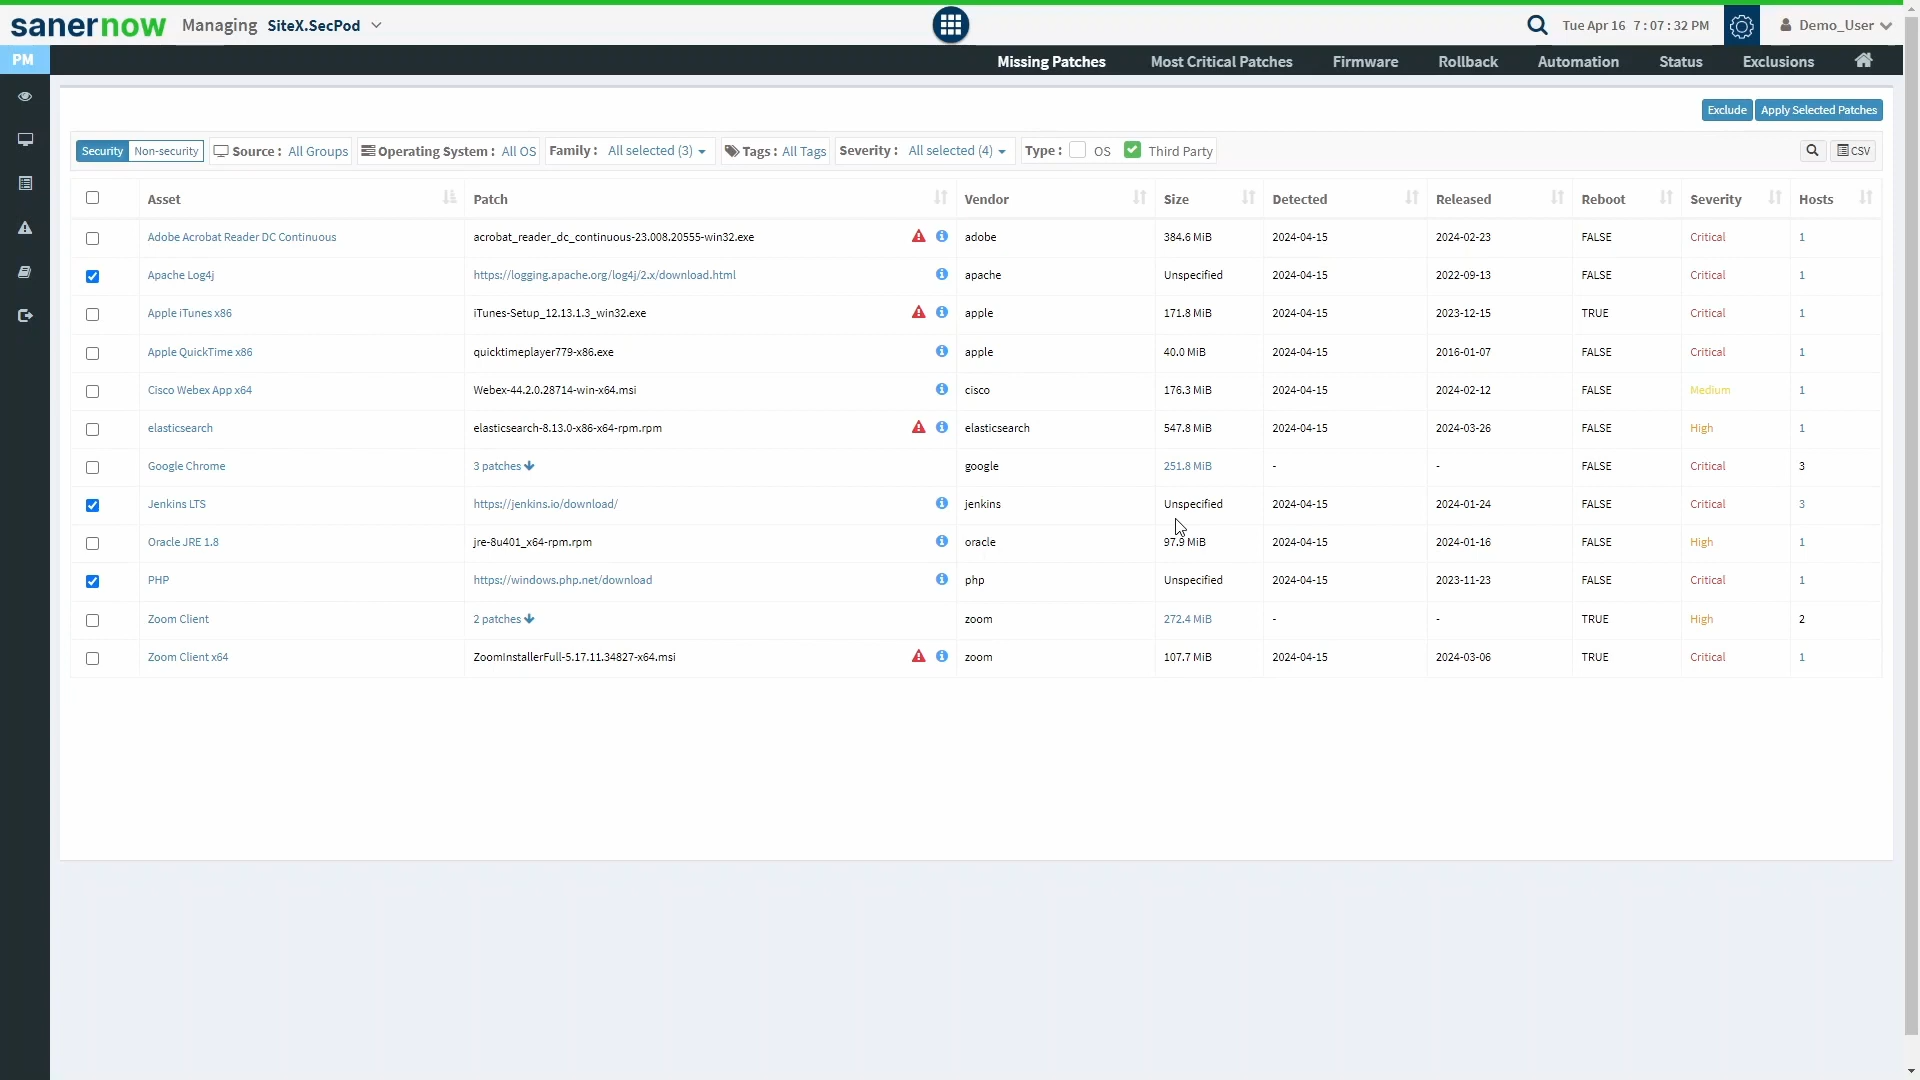 sanernow Managing SiteX.SecPod Tue Apr 16 7:07:32 PM Demo_User
PM Missing Patches Most Critical Patches Firmware Rollback Automation Status Exclusions
Exclude Apply Selected Patches
Security Non-security Source : All Groups Operating System : All OS Family : All selected (3) Tags : All Tags Severity : All selected (4) Type : OS Third Party CSV
Asset Patch Vendor Size Detected Released Reboot Severity Hosts
Adobe Acrobat Reader DC Continuous acrobat_reader_dc_continuous-23.008.20555-win32.exe adobe 384.6 MiB 2024-04-15 2024-02-23 FALSE Critical 1
Apache Log4j https://logging.apache.org/log4j/2.x/download.html apache Unspecified 2024-04-15 2022-09-13 FALSE Critical 1
Apple iTunes x86 iTunes-Setup_12.13.1.3_win32.exe apple 171.8 MiB 2024-04-15 2023-12-15 TRUE Critical 1
Apple QuickTime x86 quicktimeplayer779-x86.exe apple 40.0 MiB 2024-04-15 2016-01-07 FALSE Critical 1
Cisco Webex App x64 Webex-44.2.0.28714-win-x64.msi cisco 176.3 MiB 2024-04-15 2024-02-12 FALSE Medium 1
elasticsearch elasticsearch-8.13.0-x86-x64-rpm.rpm elasticsearch 547.8 MiB 2024-04-15 2024-03-26 FALSE High 1
Google Chrome 3 patches google 251.8 MiB - - FALSE Critical 3
Jenkins LTS https://jenkins.io/download/ jenkins Unspecified 2024-04-15 2024-01-24 FALSE Critical 3
Oracle JRE 1.8 jre-8u401_x64-rpm.rpm oracle 97.9 MiB 2024-04-15 2024-01-16 FALSE High 1
PHP https://windows.php.net/download php Unspecified 2024-04-15 2023-11-23 FALSE Critical 1
Zoom Client 2 patches zoom 272.4 MiB - - TRUE High 2
Zoom Client x64 ZoomInstallerFull-5.17.11.34827-x64.msi zoom 107.7 MiB 2024-04-15 2024-03-06 TRUE Critical 1